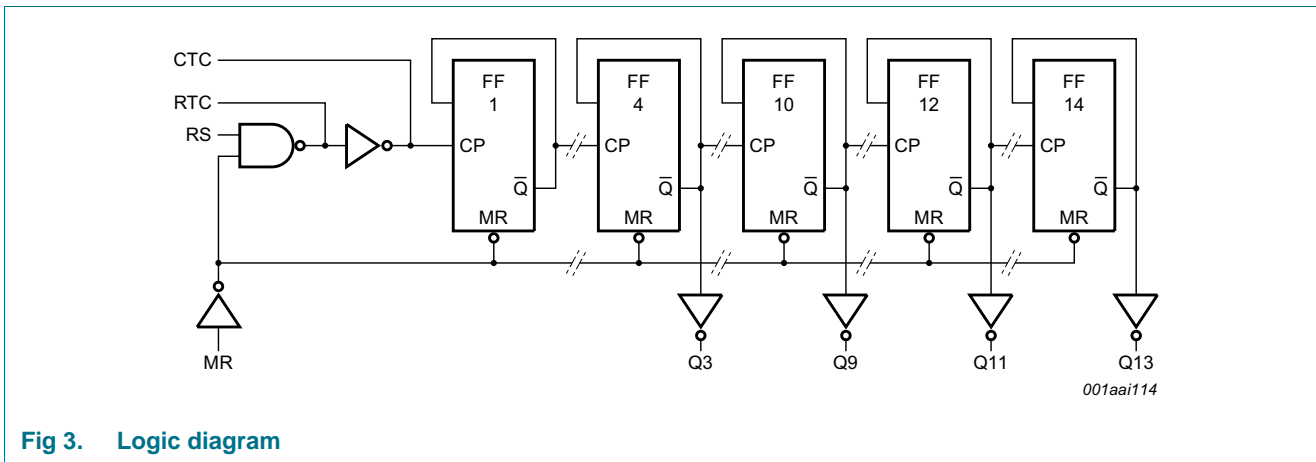 CTC
RTC
RS
FF
1
CP
Q
MR
FF
4
CP
Q
MR
FF
10
CP
Q
MR
FF
12
CP
Q
MR
FF
14
CP
Q
MR
MR
Q3
Q9
Q11
Q13
001aai114
Fig 3. Logic diagram